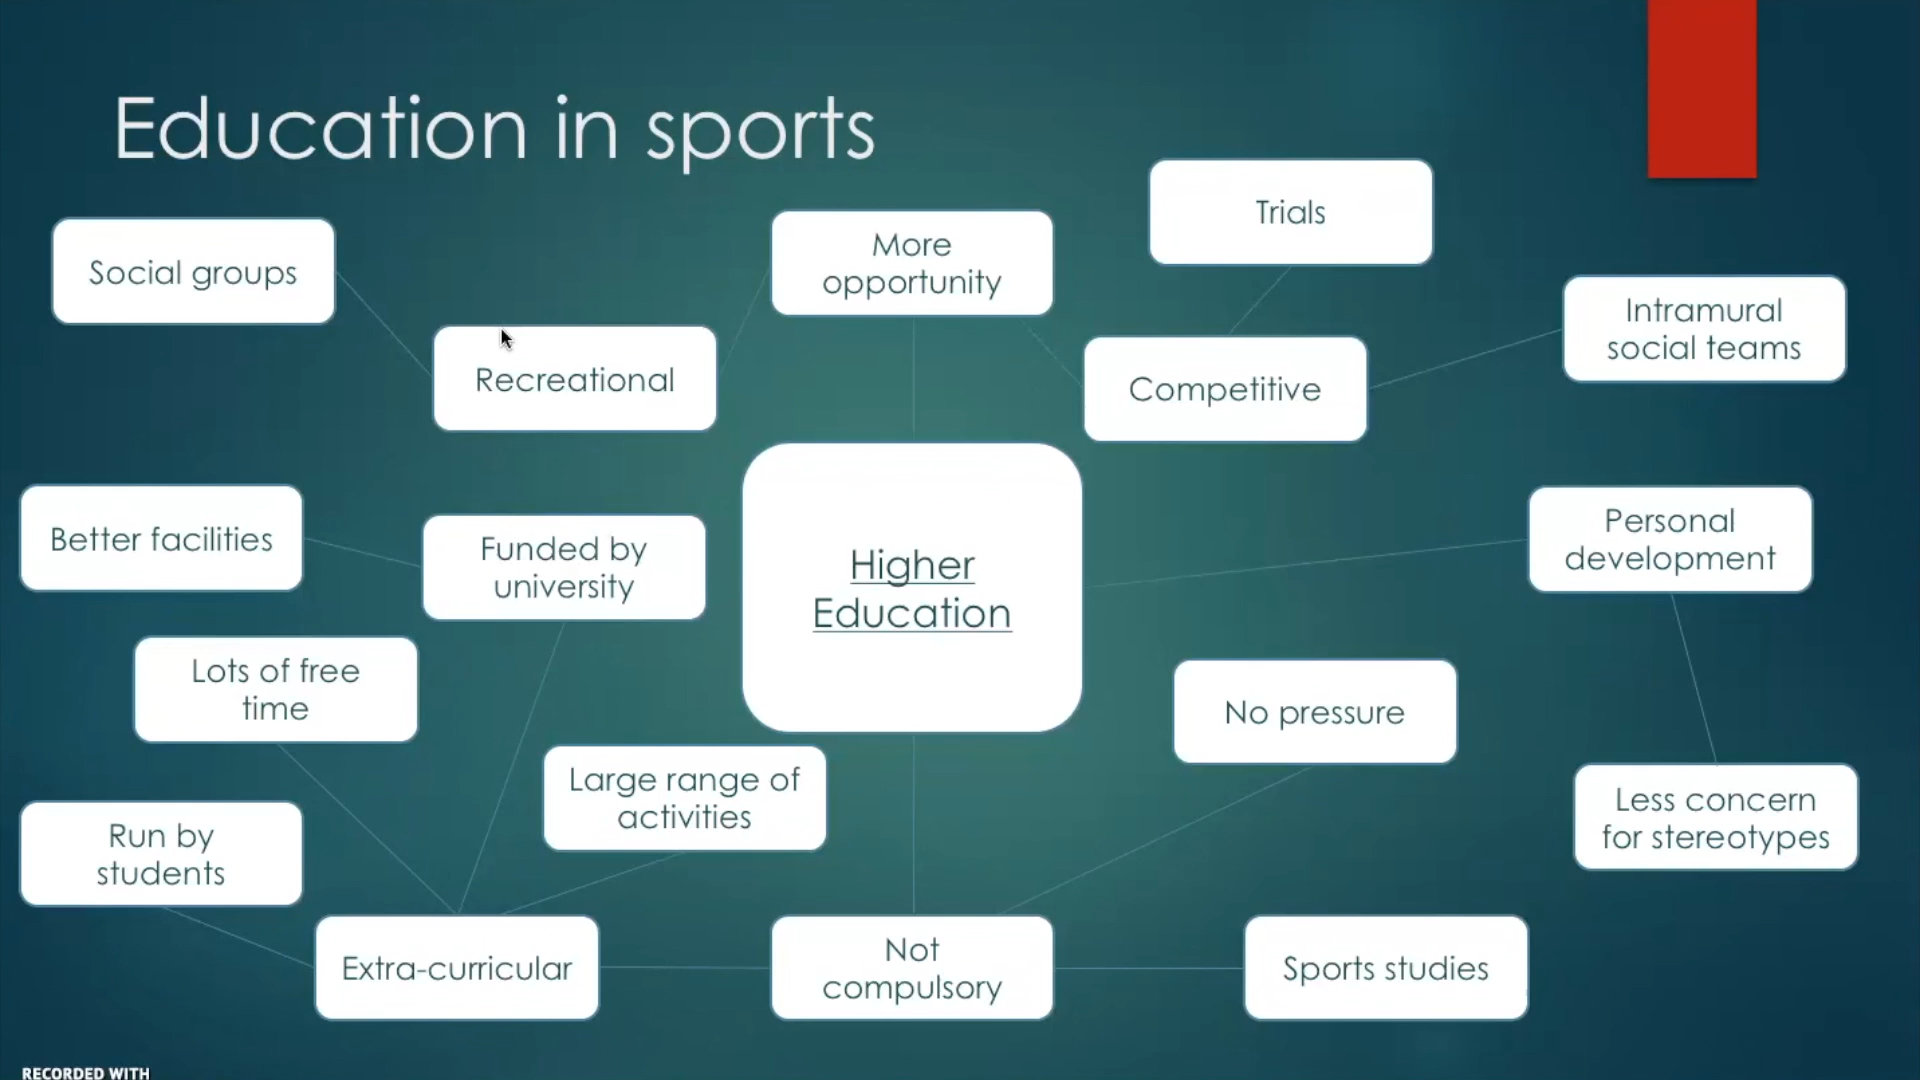 Education in sports
Trials
More
opportunity
Social groups
Intramural
social teams
Recreational
Competitive
Better facilities
Funded by
university
Higher
Education
Personal
development
Lots of free
time
No pressure
Large range of
activities
Less concern
for stereotypes
Run by
students
Extra-curricular
Not
compulsory
Sports studies
RECORDED WITH